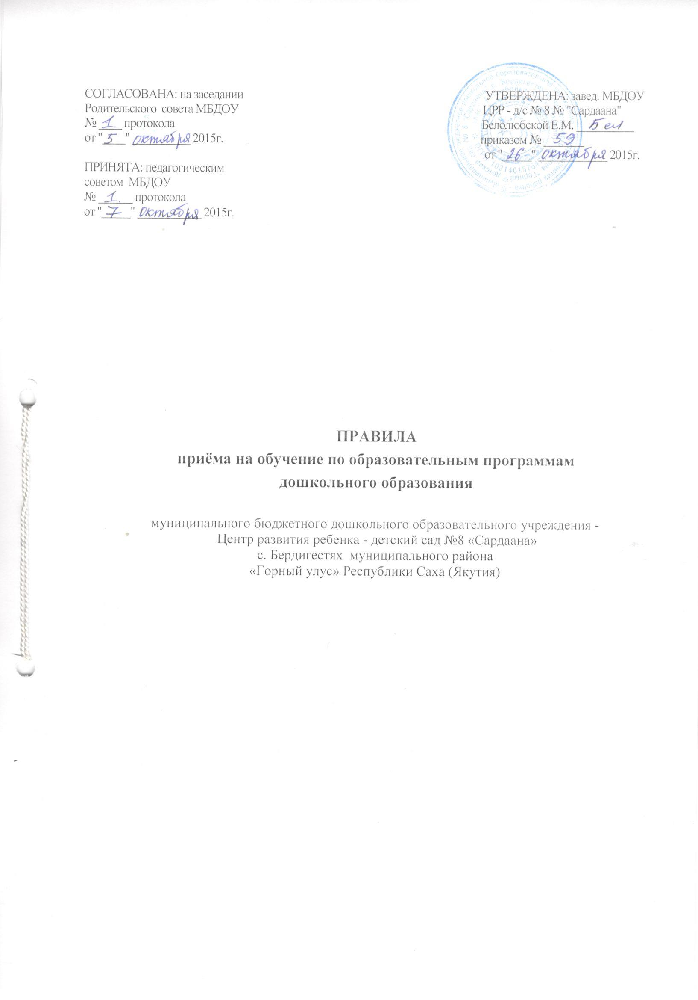 СОГЛАСОВАНА: на заседании
Родительского совета МБДОУ
№ 1. протокола
от "5" октября 2015г.
ПРИНЯТА: педагогическим
советом МБДОУ
№ 1. протокола
от "7" октября 2015г.
УТВЕРЖДЕНА: завед. МБДОУ
ЦРР - д/с № 8 № "Сардаана"
Белолюбской Е.М. Бел
приказом № 59
от "26" октября 2015г.
ПРАВИЛА
приёма на обучение по образовательным программам
дошкольного образования
муниципального бюджетного дошкольного образовательного учреждения -
Центр развития ребенка - детский сад №8 «Сардаана»
с. Бердигестях муниципального района
«Горный улус» Республики Саха (Якутия)